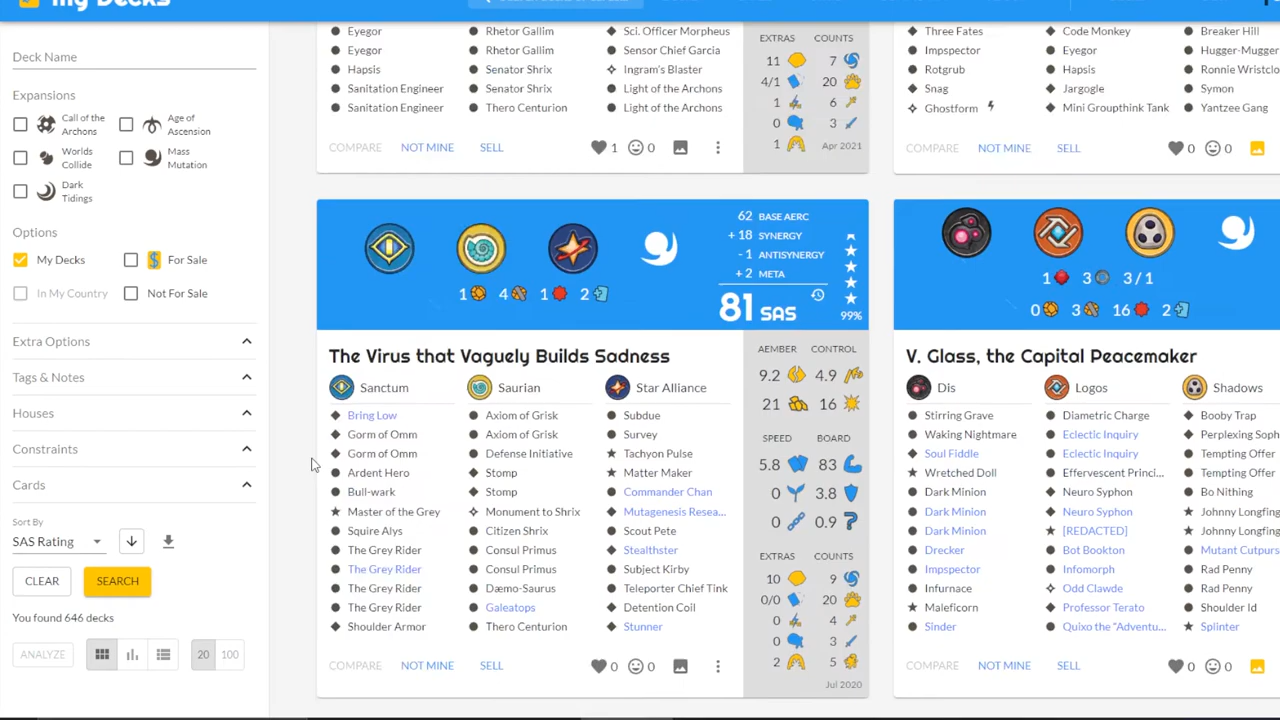 My Decks
Deck Name
Expansions
Call of the Archons
Age of Ascension
Worlds Collide
Mass Mutation
Dark Tidings
Options
My Decks
For Sale
In My Country
Not For Sale
Extra Options
Tags & Notes
Houses
Constraints
Cards
Sort By
SAS Rating
CLEAR
SEARCH
You found 646 decks
ANALYZE
20 100
Eyegor
Eyegor
Hapsis
Sanitation Engineer
Sanitation Engineer
Rhetor Gallim
Rhetor Gallim
Senator Shrix
Senator Shrix
Thero Centurion
Sci. Officer Morpheus
Sensor Chief Garcia
Ingram's Blaster
Light of the Archons
Light of the Archons
EXTRAS COUNTS
11 7
4/1 20
1 6
0 3
1 Apr 2021
COMPARE NOT MINE SELL 1 0
Three Fates
Impspector
Rotgrub
Snag
Ghostform
Code Monkey
Eyegor
Hapsis
Jargogle
Mini Groupthink Tank
Breaker Hill
Hugger-Mugger
Ronnie Wristclo
Symon
Yantzee Gang
COMPARE NOT MINE SELL 0 0
1 4 1 2
62 BASE AERC
+ 18 SYNERGY
- 1 ANTISYNERGY
+ 2 META
81 SAS
99%
The Virus that Vaguely Builds Sadness
Sanctum
Bring Low
Gorm of Omm
Gorm of Omm
Ardent Hero
Bull-wark
Master of the Grey
Squire Alys
The Grey Rider
The Grey Rider
The Grey Rider
The Grey Rider
Shoulder Armor
Saurian
Axiom of Grisk
Axiom of Grisk
Defense Initiative
Stomp
Stomp
Monument to Shrix
Citizen Shrix
Consul Primus
Consul Primus
Dæmo-Saurus
Galeatops
Thero Centurion
Star Alliance
Subdue
Survey
Tachyon Pulse
Matter Maker
Commander Chan
Mutagenesis Resea...
Scout Pete
Stealthster
Subject Kirby
Teleporter Chief Tink
Detention Coil
Stunner
AEMBER CONTROL
9.2 4.9
21 16
SPEED BOARD
5.8 83
0 3.8
0 0.9
EXTRAS COUNTS
10 9
0/0 20
0 4
0 3
2 5
Jul 2020
COMPARE NOT MINE SELL 0 0
1 3 3 / 1
0 3 16 2
V. Glass, the Capital Peacemaker
Dis
Stirring Grave
Waking Nightmare
Soul Fiddle
Wretched Doll
Dark Minion
Dark Minion
Dark Minion
Drecker
Impspector
Infurnace
Maleficorn
Sinder
Logos
Diametric Charge
Eclectic Inquiry
Eclectic Inquiry
Effervescent Princi...
Neuro Syphon
Neuro Syphon
[REDACTED]
Bot Bookton
Infomorph
Odd Clawde
Professor Terato
Quixo the "Adventu...
Shadows
Booby Trap
Perplexing Soph
Tempting Offer
Tempting Offer
Bo Nithing
Johnny Longfing
Johnny Longfing
Mutant Cutpurs
Rad Penny
Rad Penny
Shoulder Id
Splinter
COMPARE NOT MINE SELL 0 0